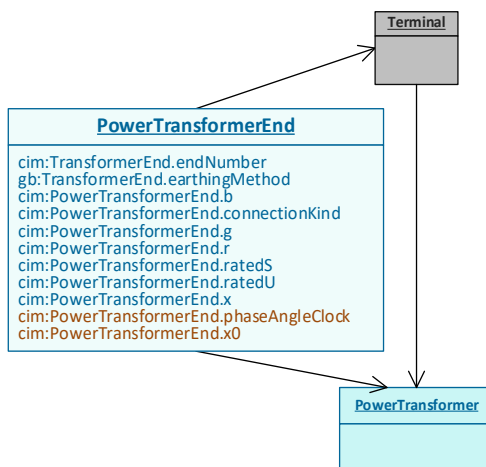 Terminal
PowerTransformerEnd
cim:TransformerEnd.endNumber
gb:TransformerEnd.earthingMethod
cim:PowerTransformerEnd.b
cim:PowerTransformerEnd.connectionKind
cim:PowerTransformerEnd.g
cim:PowerTransformerEnd.r
cim:PowerTransformerEnd.ratedS
cim:PowerTransformerEnd.ratedU
cim:PowerTransformerEnd.x
cim:PowerTransformerEnd.phaseAngleClock
cim:PowerTransformerEnd.x0
PowerTransformer